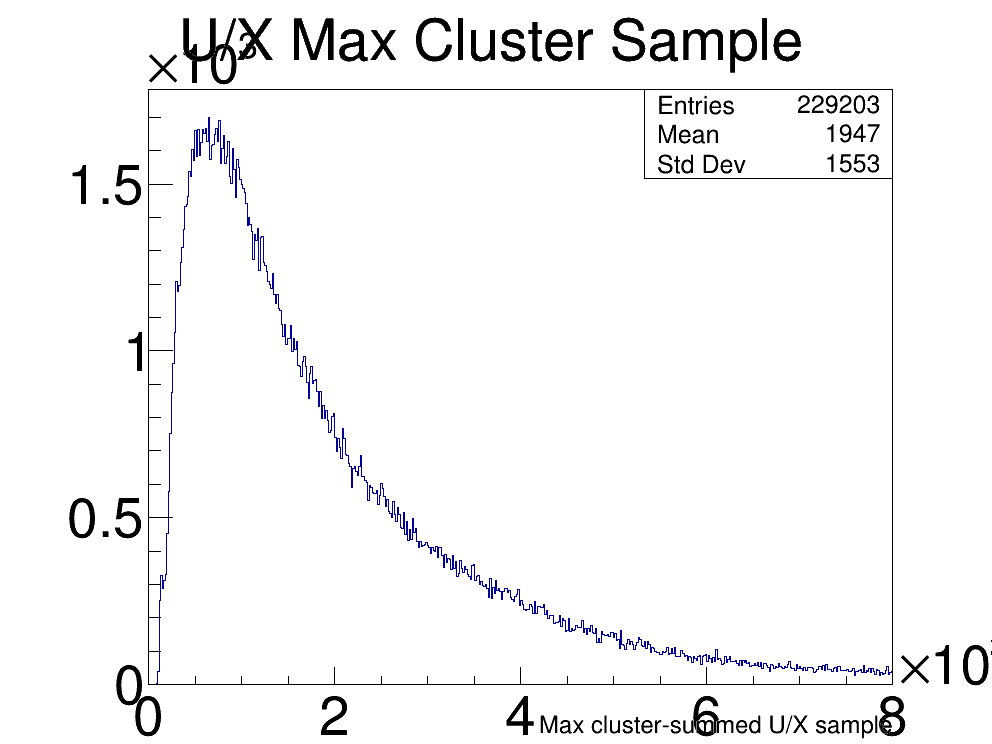 U/X Max Cluster Sample
×10³
Entries 229203
Mean 1947
Std Dev 1553
1.5
1
0.5
0
0 2 4 6 8
×10
Max cluster-summed U/X sample